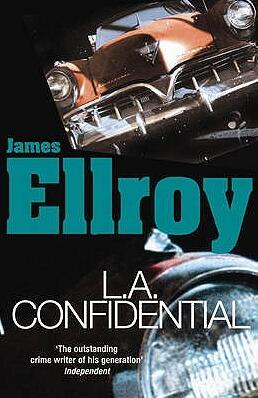 James
Ellroy
L.A.
CONFIDENTIAL
'The outstanding
crime writer of his generation'
Independent